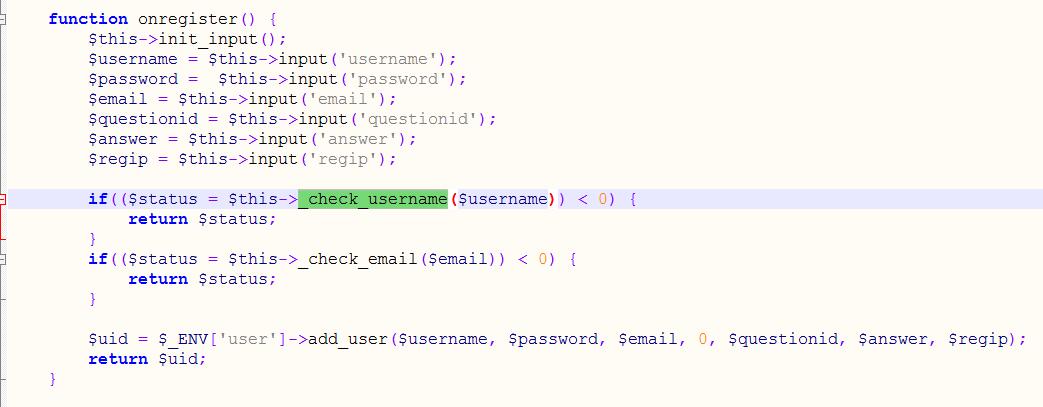 function onregister() {
$this->init_input();
$username = $this->input('username');
$password =  $this->input('password');
$email = $this->input('email');
$questionid = $this->input('questionid');
$answer = $this->input('answer');
$regip = $this->input('regip');
if(($status = $this->_check_username($username)) < 0) {
return $status;
}
if(($status = $this->_check_email($email)) < 0) {
return $status;
}
$uid = $_ENV['user']->add_user($username, $password, $email, 0, $questionid, $answer, $regip);
return $uid;
}